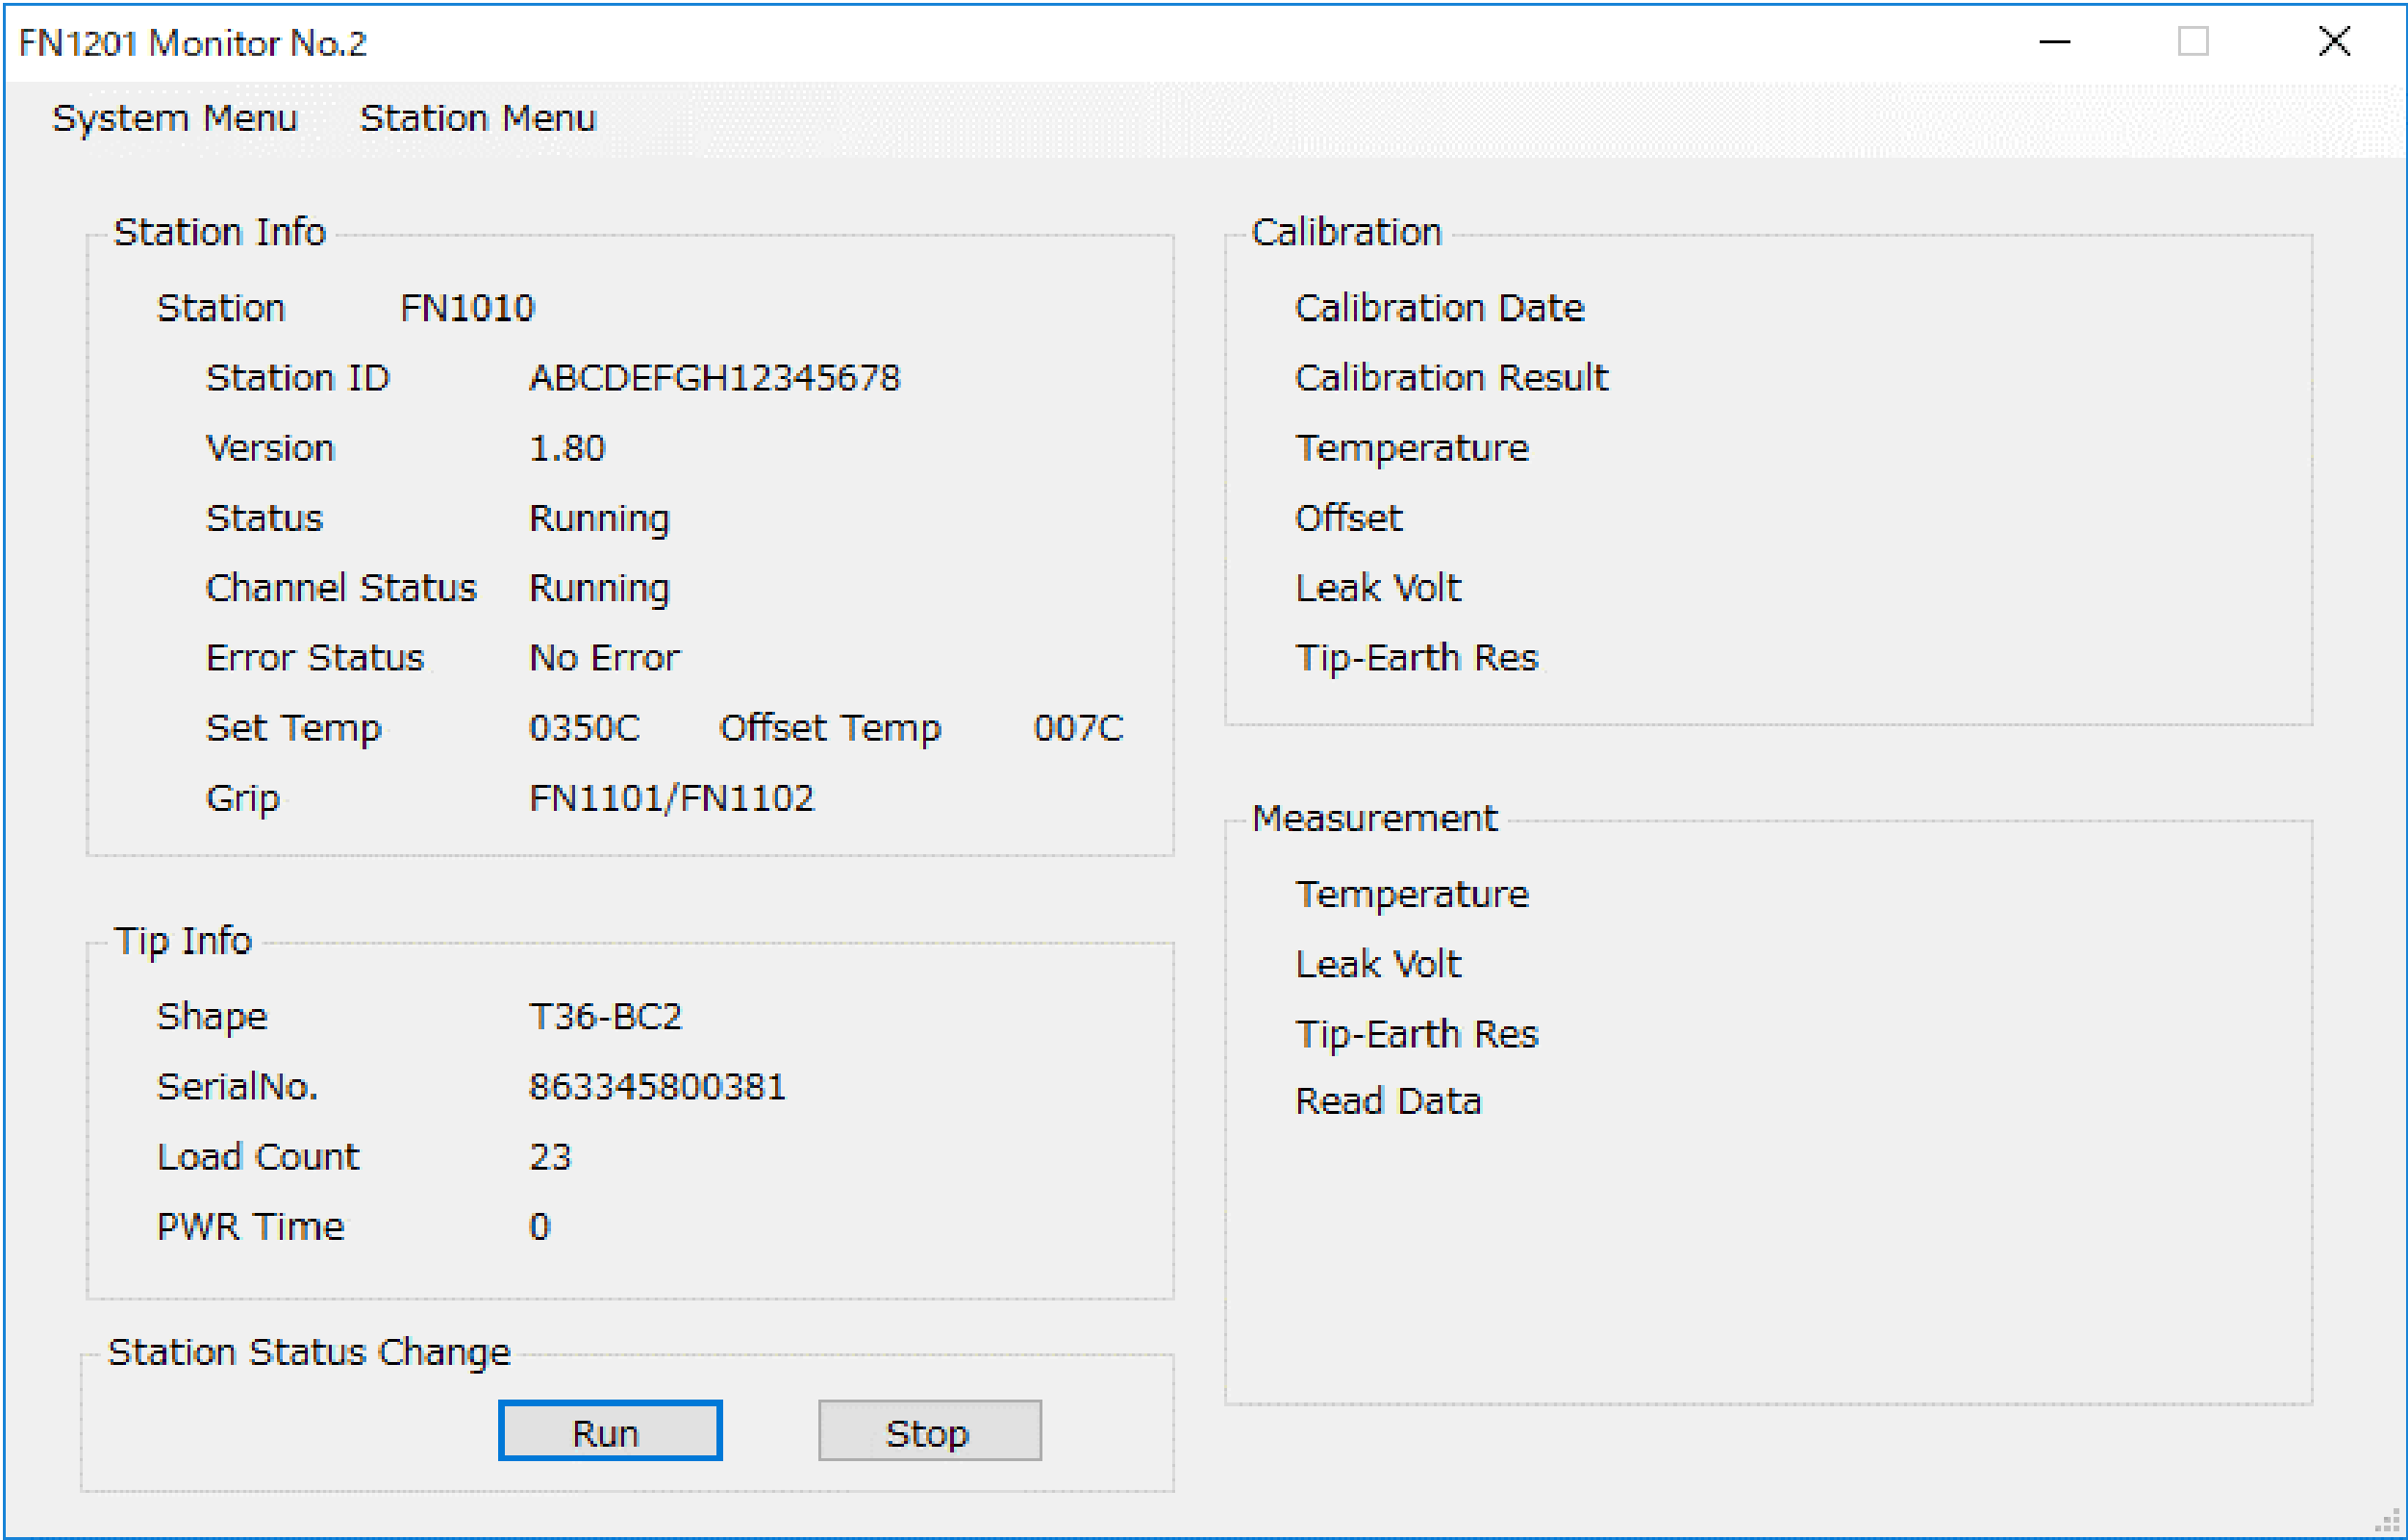 FN1201 Monitor No.2
System Menu Station Menu
Station Info
Station FN1010
Station ID ABCDEFGH12345678
Version 1.80
Status Running
Channel Status Running
Error Status No Error
Set Temp 0350C Offset Temp 007C
Grip FN1101/FN1102
Tip Info
Shape T36-BC2
SerialNo. 863345800381
Load Count 23
PWR Time 0
Station Status Change
Run Stop
Calibration
Calibration Date
Calibration Result
Temperature
Offset
Leak Volt
Tip-Earth Res
Measurement
Temperature
Leak Volt
Tip-Earth Res
Read Data